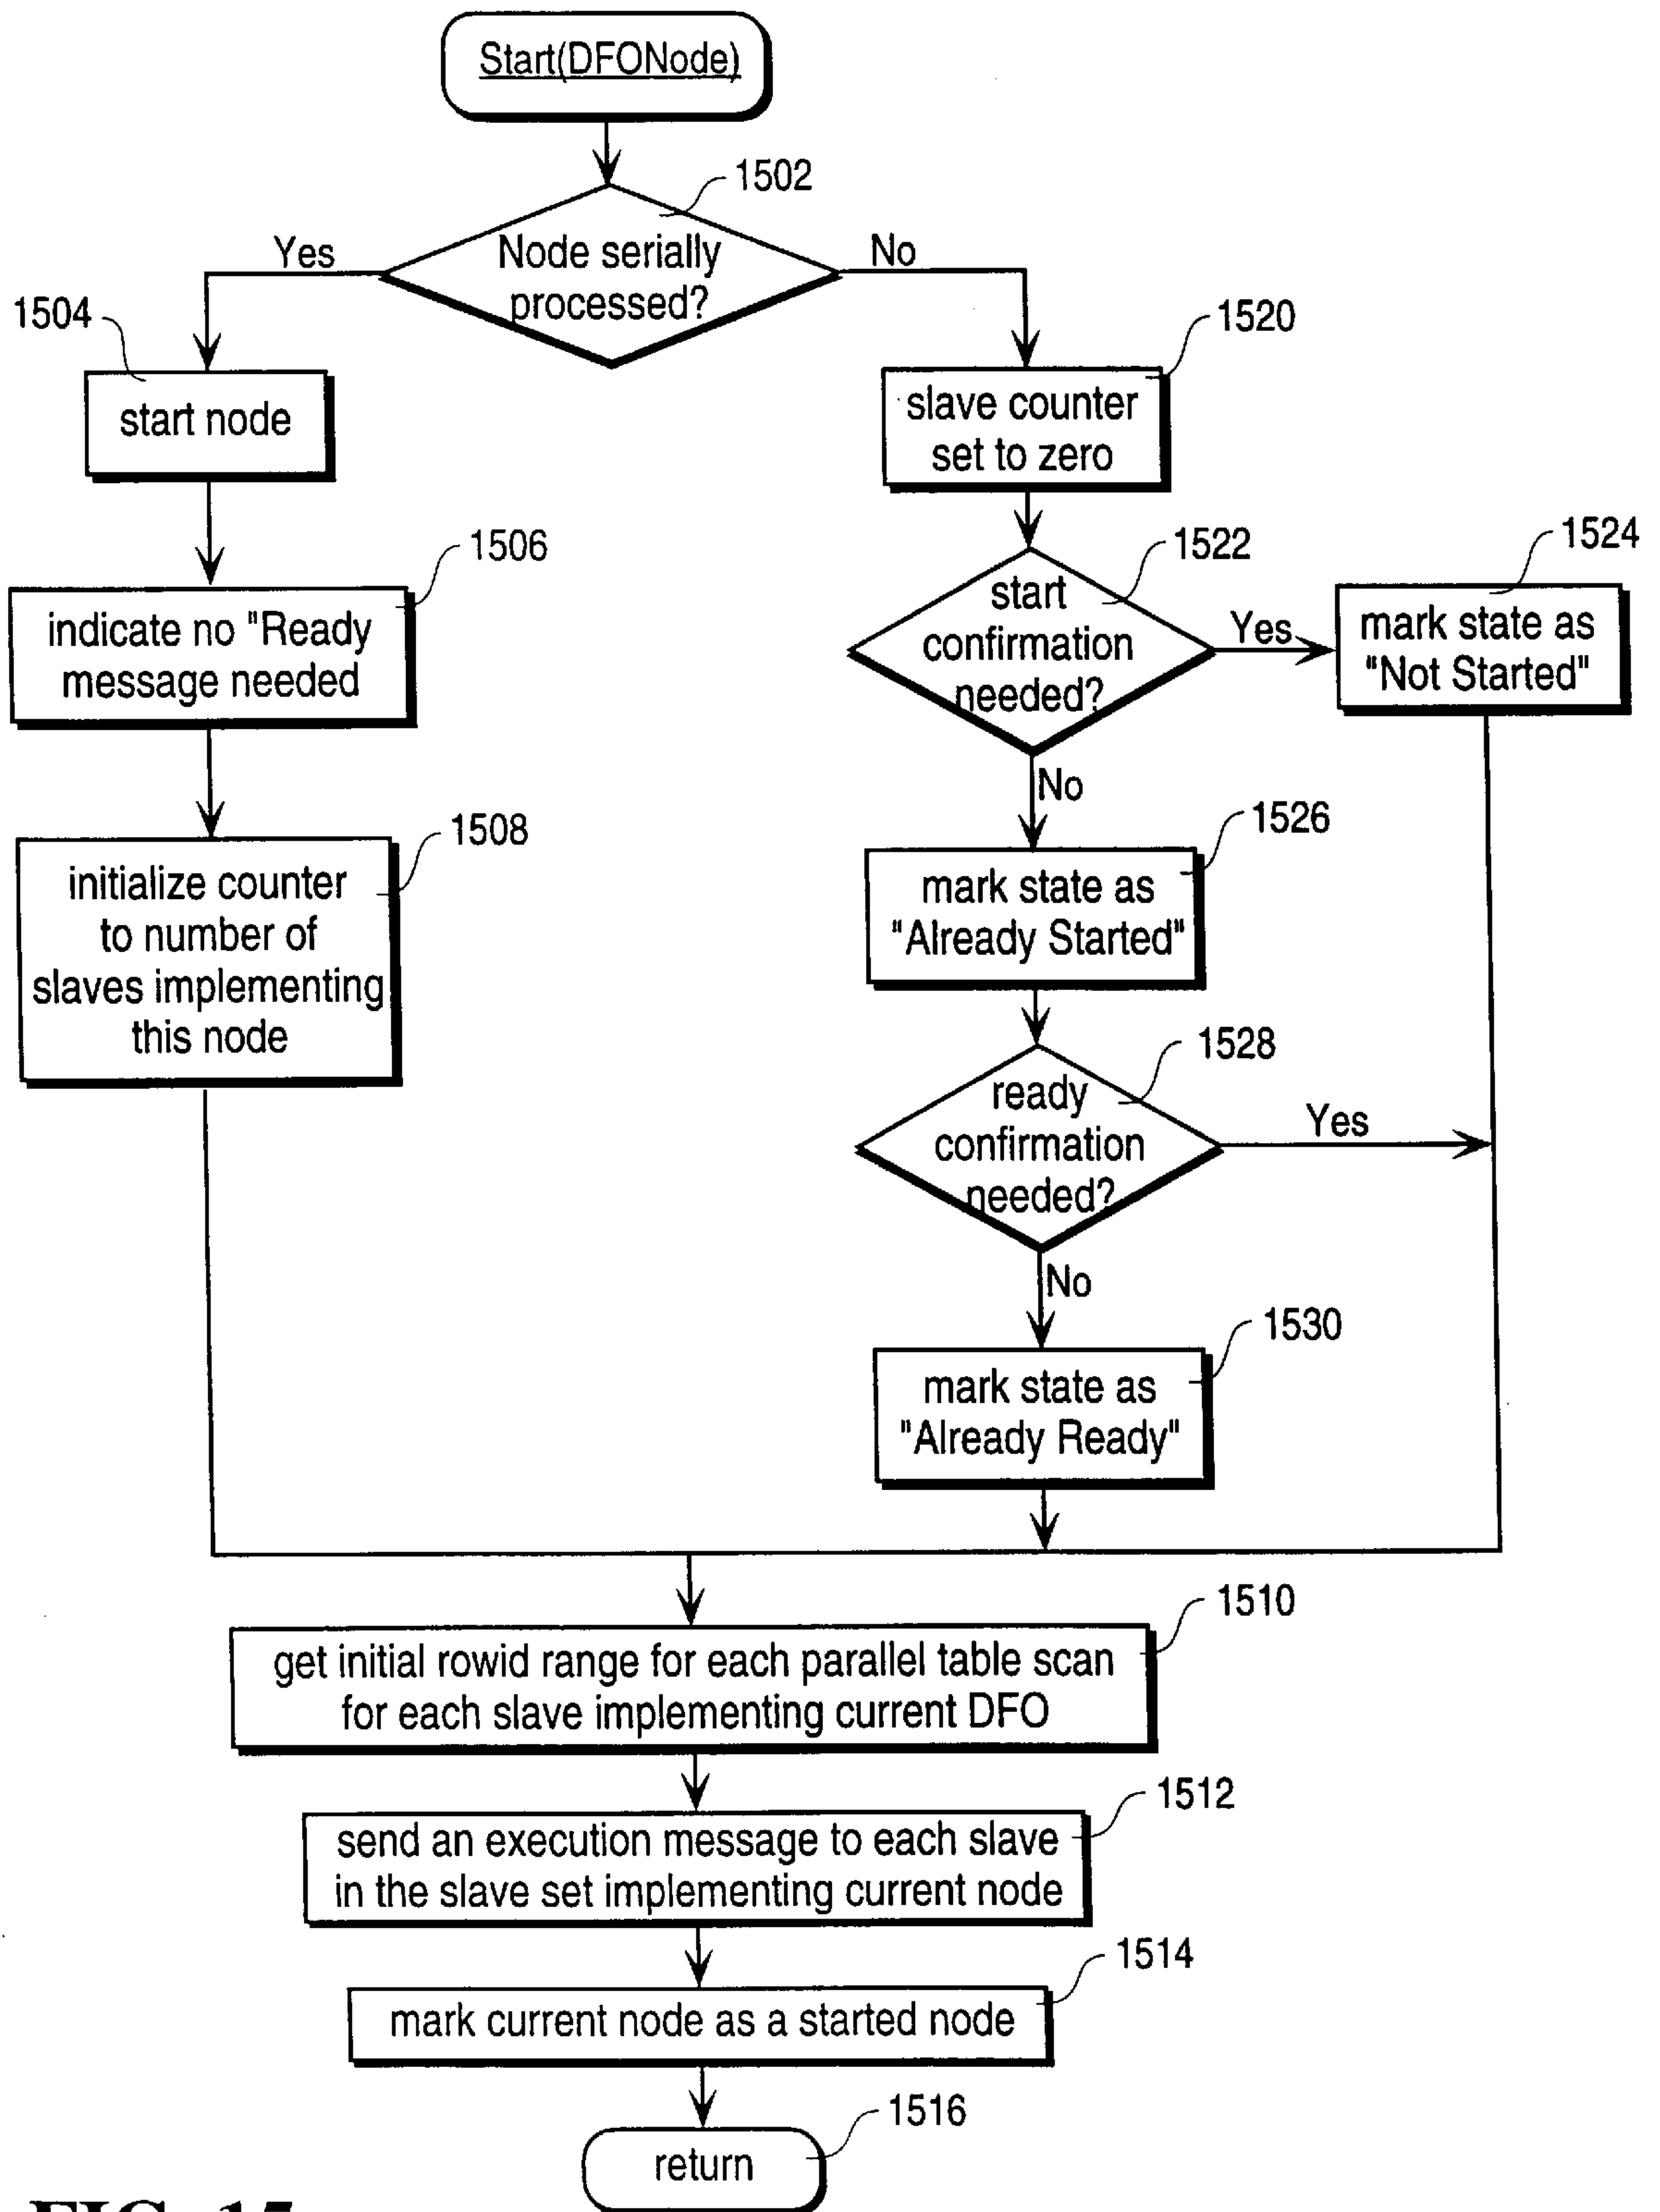 Start(DFONode)
1502
Node serially
processed?
Yes
No
1504
start node
1520
slave counter
set to zero
1506
indicate no "Ready
message needed
1522
start
confirmation
needed?
Yes
1524
mark state as
"Not Started"
No
1508
initialize counter
to number of
slaves implementing
this node
1526
mark state as
"Already Started"
1528
ready
confirmation
needed?
Yes
No
1530
mark state as
"Already Ready"
1510
get initial rowid range for each parallel table scan
for each slave implementing current DFO
1512
send an execution message to each slave
in the slave set implementing current node
1514
mark current node as a started node
1516
return